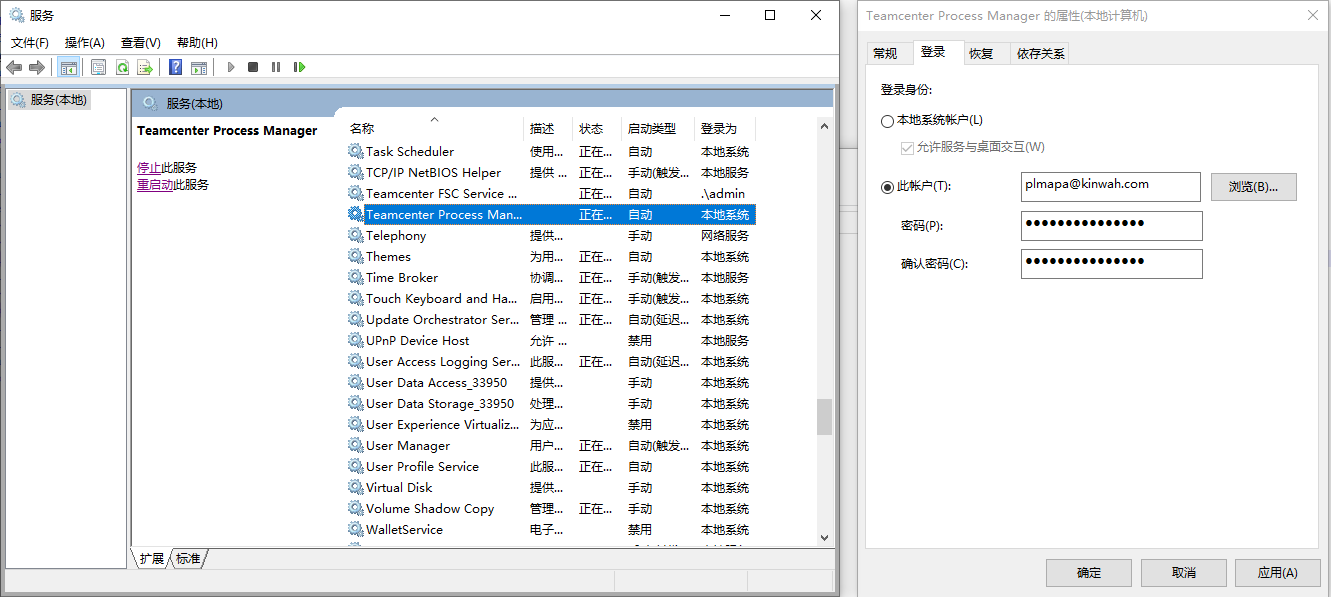 服务
文件(F) 操作(A) 查看(V) 帮助(H)
服务(本地)
服务(本地)
Teamcenter Process Manager
停止此服务
重启动此服务
名称 描述 状态 启动类型 登录为
Task Scheduler 使用... 正在... 自动 本地系统
TCP/IP NetBIOS Helper 提供 ... 正在... 手动(触发... 本地服务
Teamcenter FSC Service ... 正在... 自动 .\admin
Teamcenter Process Man... 正在... 自动 本地系统
Telephony 提供... 手动 网络服务
Themes 为用... 正在... 自动 本地系统
Time Broker 协调... 正在... 手动(触发... 本地服务
Touch Keyboard and Ha... 启用... 正在... 手动(触发... 本地系统
Update Orchestrator Ser... 管理 ... 正在... 自动(延迟... 本地系统
UPnP Device Host 允许 ... 禁用 本地服务
User Access Logging Ser... 此服... 正在... 自动(延迟... 本地系统
User Data Access_33950 提供... 手动 本地系统
User Data Storage_33950 处理... 手动 本地系统
User Experience Virtualiz... 为应... 禁用 本地系统
User Manager 用户... 正在... 自动(触发... 本地系统
User Profile Service 此服... 正在... 自动 本地系统
Virtual Disk 提供... 手动 本地系统
Volume Shadow Copy 管理... 正在... 手动 本地系统
WalletService 电子... 禁用 本地系统
扩展 标准
Teamcenter Process Manager 的属性(本地计算机)
常规 登录 恢复 依存关系
登录身份:
本地系统帐户(L)
允许服务与桌面交互(W)
此帐户(T): plmapa@kinwah.com 浏览(B)...
密码(P): ●●●●●●●●●●●●●●●
确认密码(C): ●●●●●●●●●●●●●●●
确定 取消 应用(A)